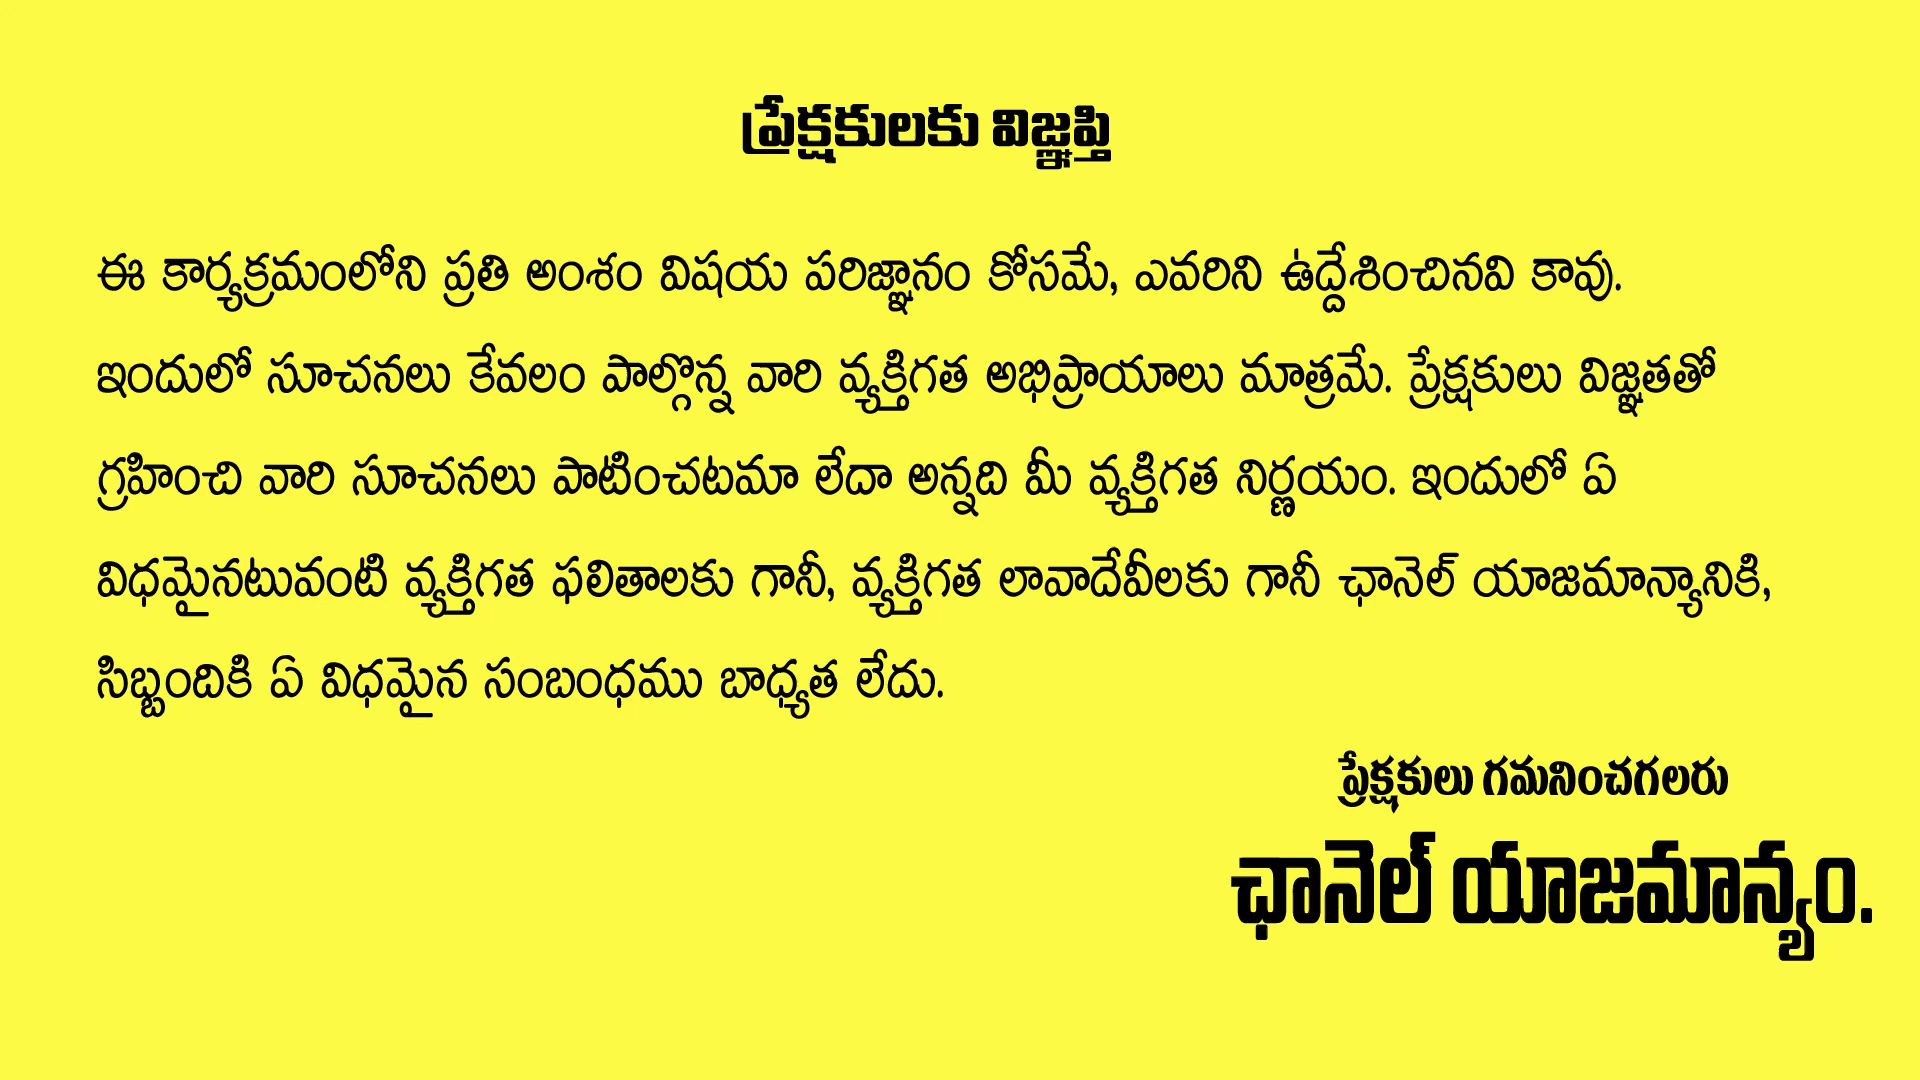 ప్రేక్షకులకు విజ్ఞప్తి
ఈ కార్యక్రమంలోని ప్రతి అంశం విషయ పరిజ్ఞానం కోసమే, ఎవరిని ఉద్దేశించినవి కావు.
ఇందులో సూచనలు కేవలం పాల్గొన్న వారి వ్యక్తిగత అభిప్రాయాలు మాత్రమే. ప్రేక్షకులు విజ్ఞతతో
గ్రహించి వారి సూచనలు పాటించటమా లేదా అన్నది మీ వ్యక్తిగత నిర్ణయం. ఇందులో ఏ
విధమైనటువంటి వ్యక్తిగత ఫలితాలకు గానీ, వ్యక్తిగత లావాదేవీలకు గానీ ఛానెల్ యాజమాన్యానికి,
సిబ్బందికి ఏ విధమైన సంబంధము బాధ్యత లేదు.
ప్రేక్షకులు గమనించగలరు
ఛానెల్ యాజమాన్యం.